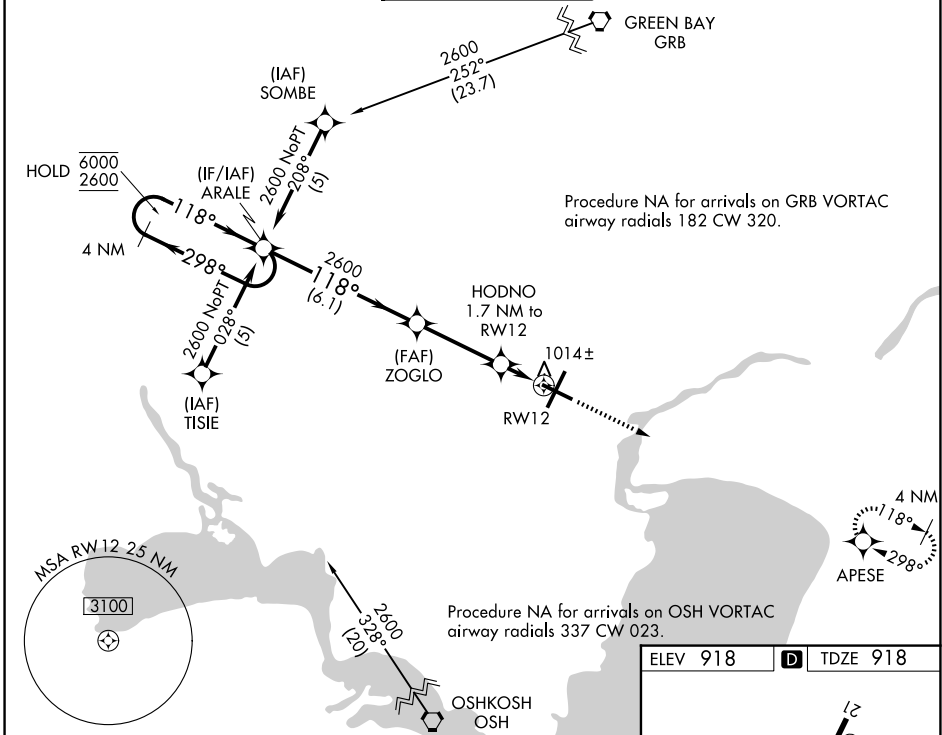 GREEN BAY
GRB
2600
252°
(23.7)
(IAF)
SOMBE
2600 NoPT
208°
(5)
HOLD
6000
2600
(IF/IAF)
ARALE
118°
4 NM
298°
2600 NoPT
028°
(5)
(IAF)
TISIE
Procedure NA for arrivals on GRB VORTAC
airway radials 182 CW 320.
2600
118°
(6.1)
HODNO
1.7 NM to
RW12
(FAF)
ZOGLO
1014±
RW12
4 NM
118°
298°
APESE
MSA RW12 25 NM
3100
2600
328°
(20)
Procedure NA for arrivals on OSH VORTAC
airway radials 337 CW 023.
OSHKOSH
OSH
ELEV 918
D
TDZE 918
21